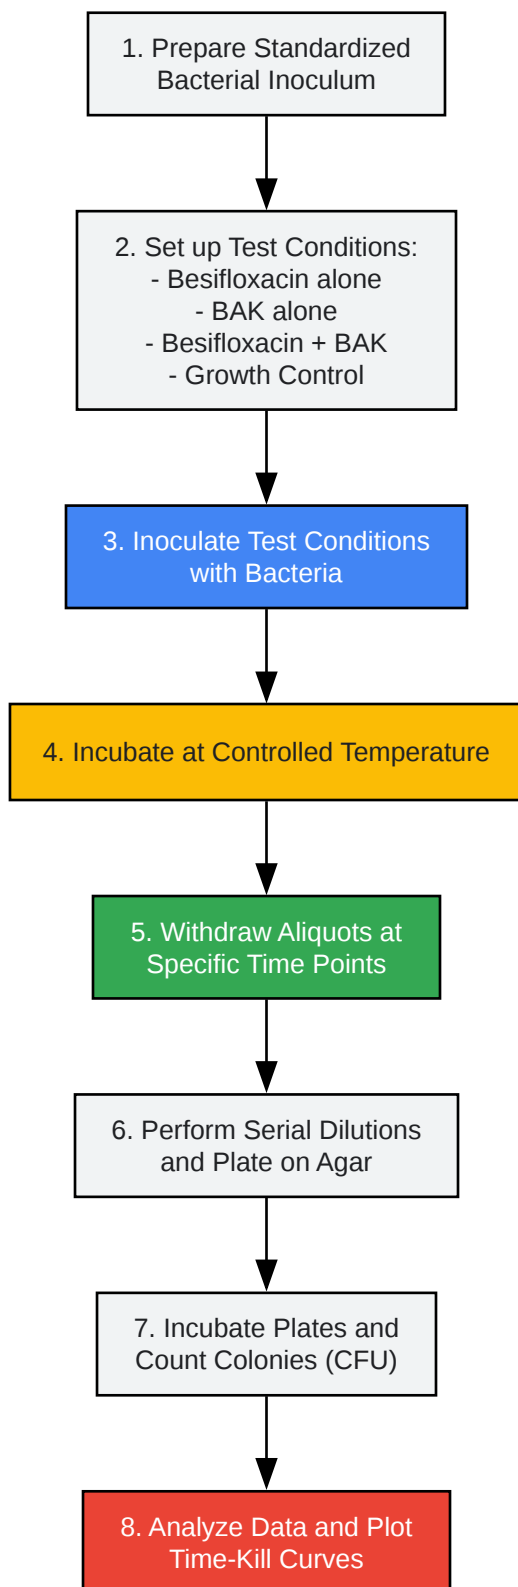 1. Prepare Standardized
Bacterial Inoculum
2. Set up Test Conditions:
- Besifloxacin alone
- BAK alone
- Besifloxacin + BAK
- Growth Control
3. Inoculate Test Conditions
with Bacteria
4. Incubate at Controlled Temperature
5. Withdraw Aliquots at
Specific Time Points
6. Perform Serial Dilutions
and Plate on Agar
7. Incubate Plates and
Count Colonies (CFU)
8. Analyze Data and Plot
Time-Kill Curves